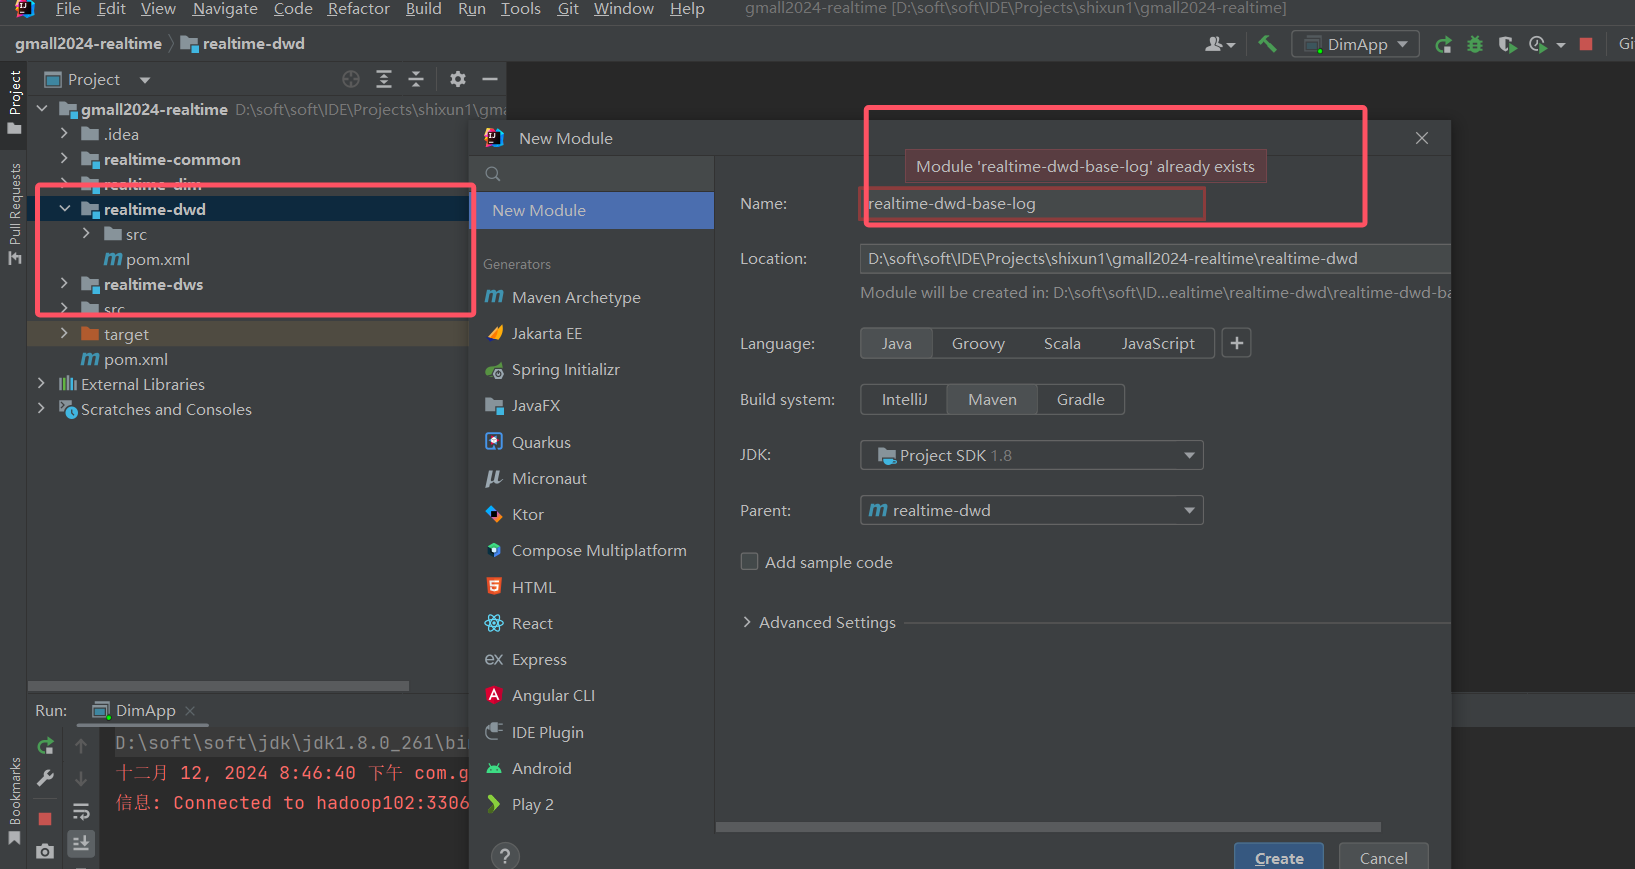 File Edit View Navigate Code Refactor Build Run Tools Git Window Help gmall2024-realtime [D:\soft\soft\IDE\Projects\shixun1\gmall2024-realtime]
gmall2024-realtime realtime-dwd
DimApp
Project
Project
Pull Requests
Bookmarks
gmall2024-realtime D:\soft\soft\IDE\Projects\shixun1\gma
.idea
realtime-common
realtime-dim
realtime-dwd
src
pom.xml
realtime-dws
src
target
pom.xml
External Libraries
Scratches and Consoles
New Module
New Module
Generators
Maven Archetype
Jakarta EE
Spring Initializr
JavaFX
Quarkus
Micronaut
Ktor
Compose Multiplatform
HTML
React
Express
Angular CLI
IDE Plugin
Android
Play 2
?
Module 'realtime-dwd-base-log' already exists
Name: realtime-dwd-base-log
Location: D:\soft\soft\IDE\Projects\shixun1\gmall2024-realtime\realtime-dwd
Module will be created in: D:\soft\soft\ID...ealtime\realtime-dwd\realtime-dwd-ba
Language: Java Groovy Scala JavaScript +
Build system: IntelliJ Maven Gradle
JDK: Project SDK 1.8
Parent: realtime-dwd
Add sample code
Advanced Settings
Create Cancel
Run: DimApp
D:\soft\soft\jdk\jdk1.8.0_261\bi
十二月 12, 2024 8:46:40 下午 com.g
信息: Connected to hadoop102:3306